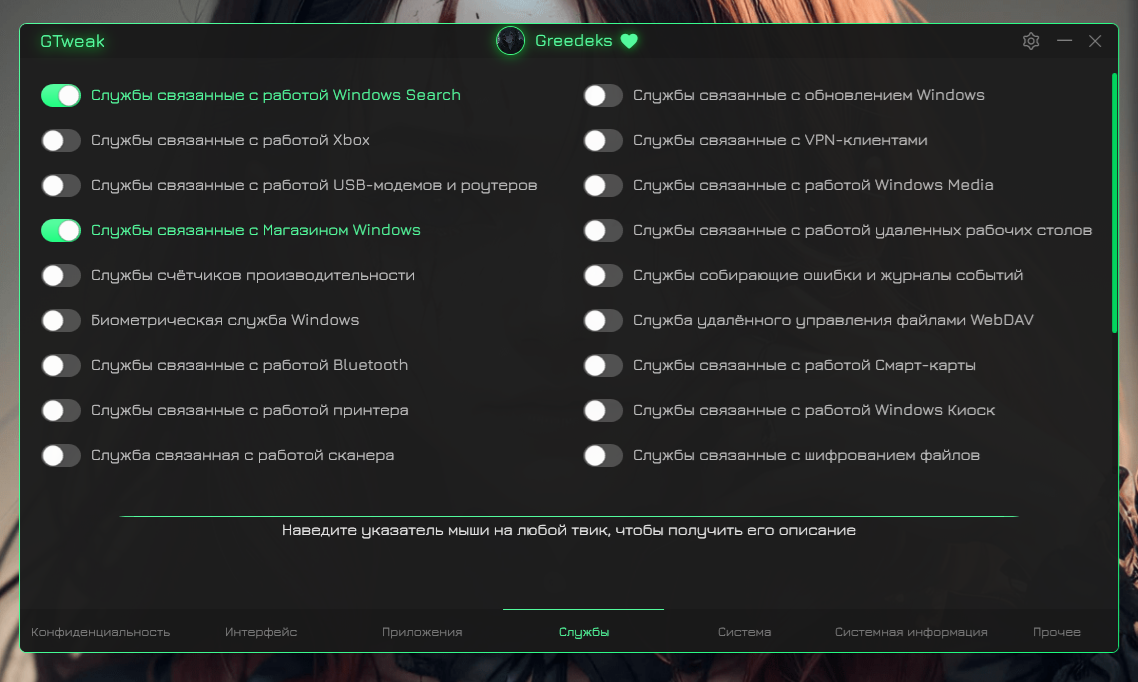 GTweak
Greedeks
Службы связанные с работой Windows Search
Службы связанные с обновлением Windows
Службы связанные с работой Xbox
Службы связанные с VPN-клиентами
Службы связанные с работой USB-модемов и роутеров
Службы связанные с работой Windows Media
Службы связанные с Магазином Windows
Службы связанные с работой удаленных рабочих столов
Службы счётчиков производительности
Службы собирающие ошибки и журналы событий
Биометрическая служба Windows
Служба удалённого управления файлами WebDAV
Службы связанные с работой Bluetooth
Службы связанные с работой Смарт-карты
Службы связанные с работой принтера
Службы связанные с работой Windows Киоск
Служба связанная с работой сканера
Службы связанные с шифрованием файлов
Наведите указатель мыши на любой твик, чтобы получить его описание
Конфиденциальность
Интерфейс
Приложения
Службы
Система
Системная информация
Прочее